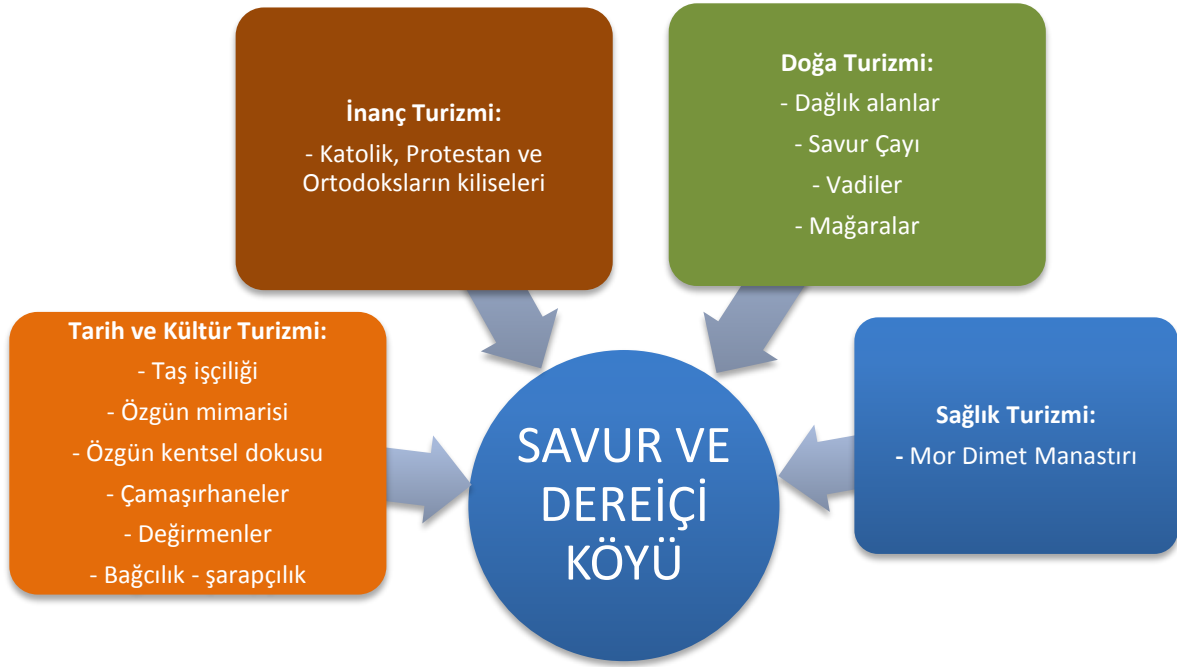 İnanç Turizmi:
- Katolik, Protestan ve
Ortodoksların kiliseleri
Doğa Turizmi:
- Dağlık alanlar
- Savur Çayı
- Vadiler
- Mağaralar
Tarih ve Kültür Turizmi:
- Taş işçiliği
- Özgün mimarisi
- Özgün kentsel dokusu
- Çamaşırhaneler
- Değirmenler
- Bağcılık - şarapçılık
SAVUR VE
DEREİÇİ
KÖYÜ
Sağlık Turizmi:
- Mor Dimet Manastırı